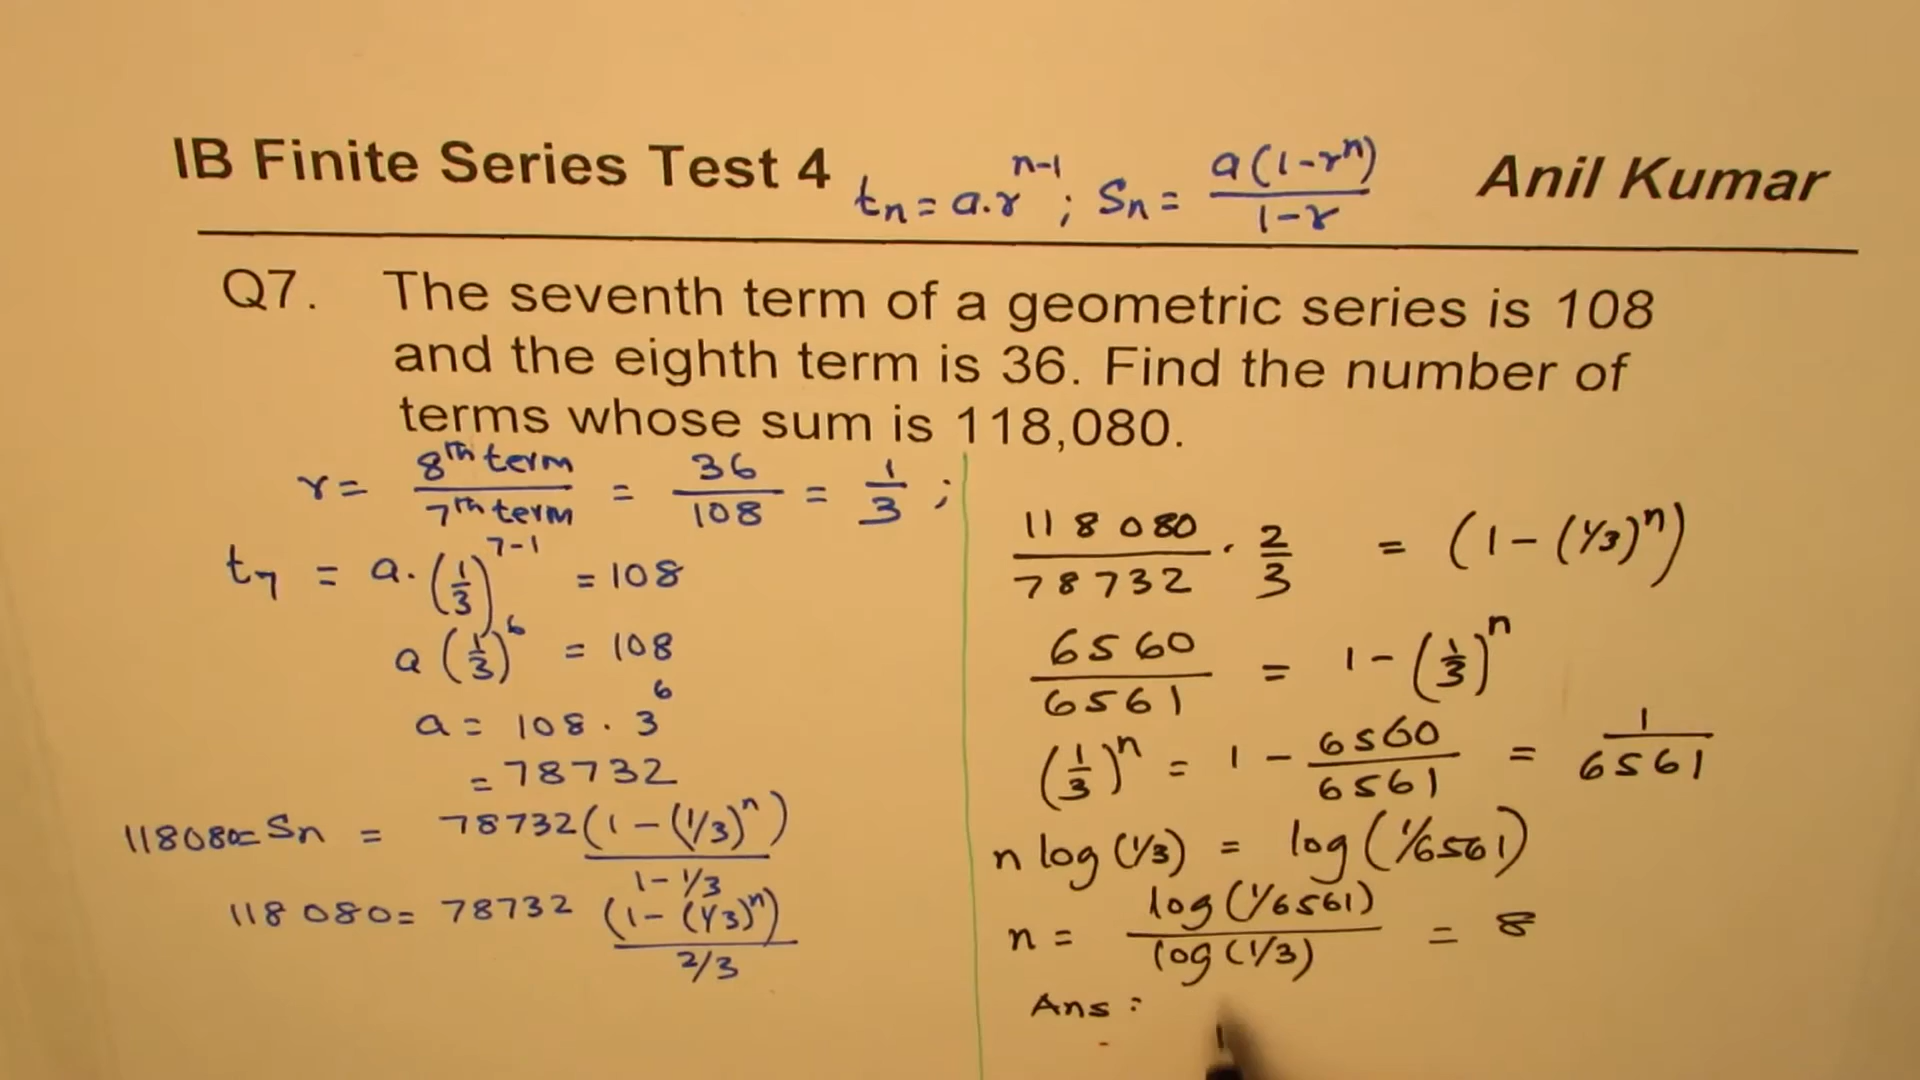 IB Finite Series Test 4 tn = a.r^(n-1) ; Sn = a(1-r^n)/(1-r) Anil Kumar
Q7. The seventh term of a geometric series is 108
and the eighth term is 36. Find the number of
terms whose sum is 118,080.
r = 8th term/7th term = 36/108 = 1/3 ;
t7 = a.(1/3)^(7-1) = 108
a(1/3)^6 = 108
a = 108 . 3^6
= 78732
118080 = Sn = 78732(1-(1/3)^n)/(1-1/3)
118080 = 78732 (1-(1/3)^n)/(2/3)
118080/78732 . 2/3 = (1-(1/3)^n)
6560/6561 = 1-(1/3)^n
(1/3)^n = 1 - 6560/6561 = 1/6561
n log(1/3) = log(1/6561)
n = log(1/6561)/log(1/3) = 8
Ans :